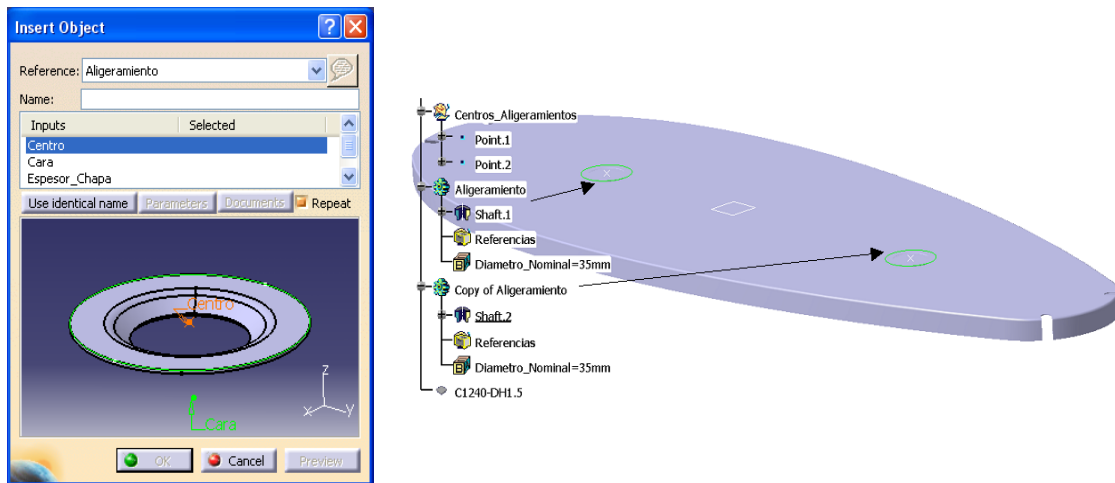 Insert Object
?
X
Reference: Aligeramiento
Name:
Inputs Selected
Centro
Cara
Espesor_Chapa
Use identical name Parameters Documents Repeat
Centro
Cara
z
x
y
OK Cancel Preview
Centros_Aligeramientos
Point.1
Point.2
Aligeramiento
Shaft.1
Referencias
Diametro_Nominal=35mm
Copy of Aligeramiento
Shaft.2
Referencias
Diametro_Nominal=35mm
C1240-DH1.5